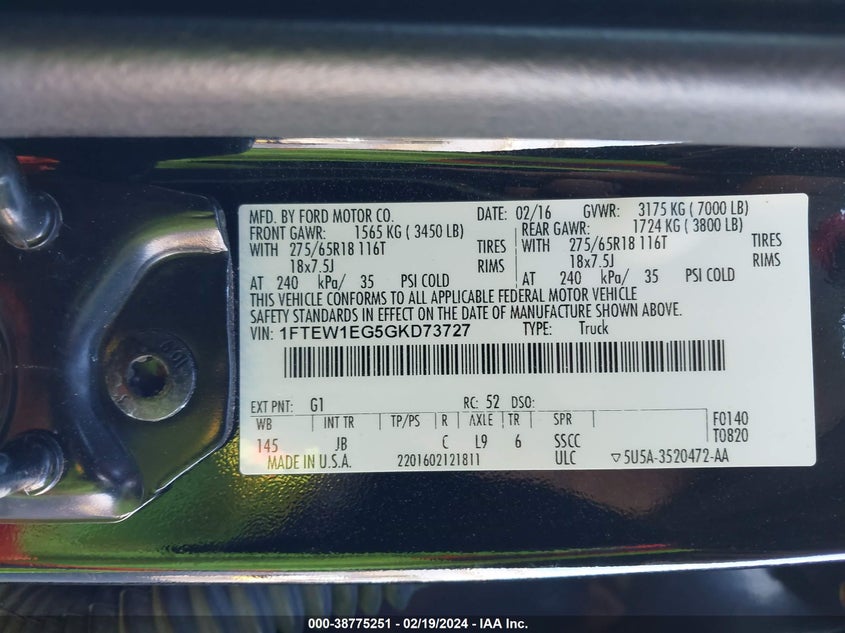 MFD. BY FORD MOTOR CO. DATE: 02/16 GVWR: 3175 KG ( 7000 LB)
FRONT GAWR: 1565 KG ( 3450 LB) REAR GAWR: 1724 KG ( 3800 LB)
WITH 275/65R18 116T TIRES WITH 275/65R18 116T TIRES
18x7.5J RIMS 18x7.5J RIMS
AT 240 kPa/ 35 PSI COLD AT 240 kPa/ 35 PSI COLD
THIS VEHICLE CONFORMS TO ALL APPLICABLE FEDERAL MOTOR VEHICLE
SAFETY STANDARDS IN EFFECT ON THE DATE OF MANUFACTURE SHOWN ABOVE.
VIN: 1FTEW1EG5GKD73727 TYPE: Truck
EXT PNT: G1 RC: 52 DSO:
WB INT TR TP/PS R AXLE TR SPR F0140
145 JB C L9 6 SSCC T0820
MADE IN U.S.A. 2201602121811 ULC ▽5U5A-3520472-AA
000-38775251 - 02/19/2024 - IAA Inc.